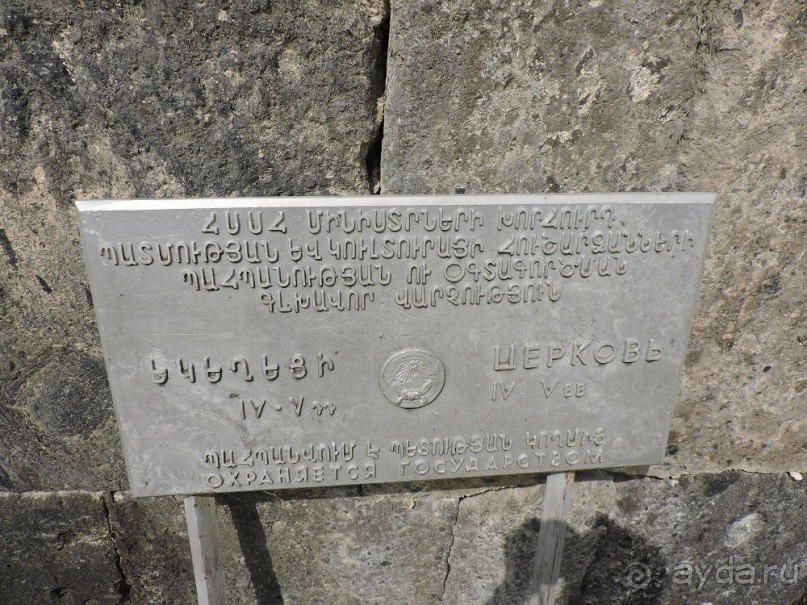 ՀՍՍՀ ՄԻՆԻՍՏՐՆԵՐԻ ԽՈՐՀՈՒՐԴ.
ՊԱՏՄՈՒԹՅԱՆ ԵՎ ԿՈՒԼՏՈՒՐԱՅԻ ՀՈՒՇԱՐՁԱՆՆԵՐԻ
ՊԱՀՊԱՆՈՒԹՅԱՆ ՈՒ ՕԳՏԱԳՈՐԾՄԱՆ
ԳԼԽԱՎՈՐ ՎԱՐՉՈՒԹՅՈՒՆ
ԵԿԵՂԵՑԻ ЦЕРКОВЬ
IV-V դդ IV V ВВ
ՊԱՀՊԱՆՎՈՒՄ Է ՊԵՏՈՒԹՅԱՆ ԿՈՂՄԻՑ
ОХРАНЯЕТСЯ ГОСУДАРСТВОМ
ayda.ru